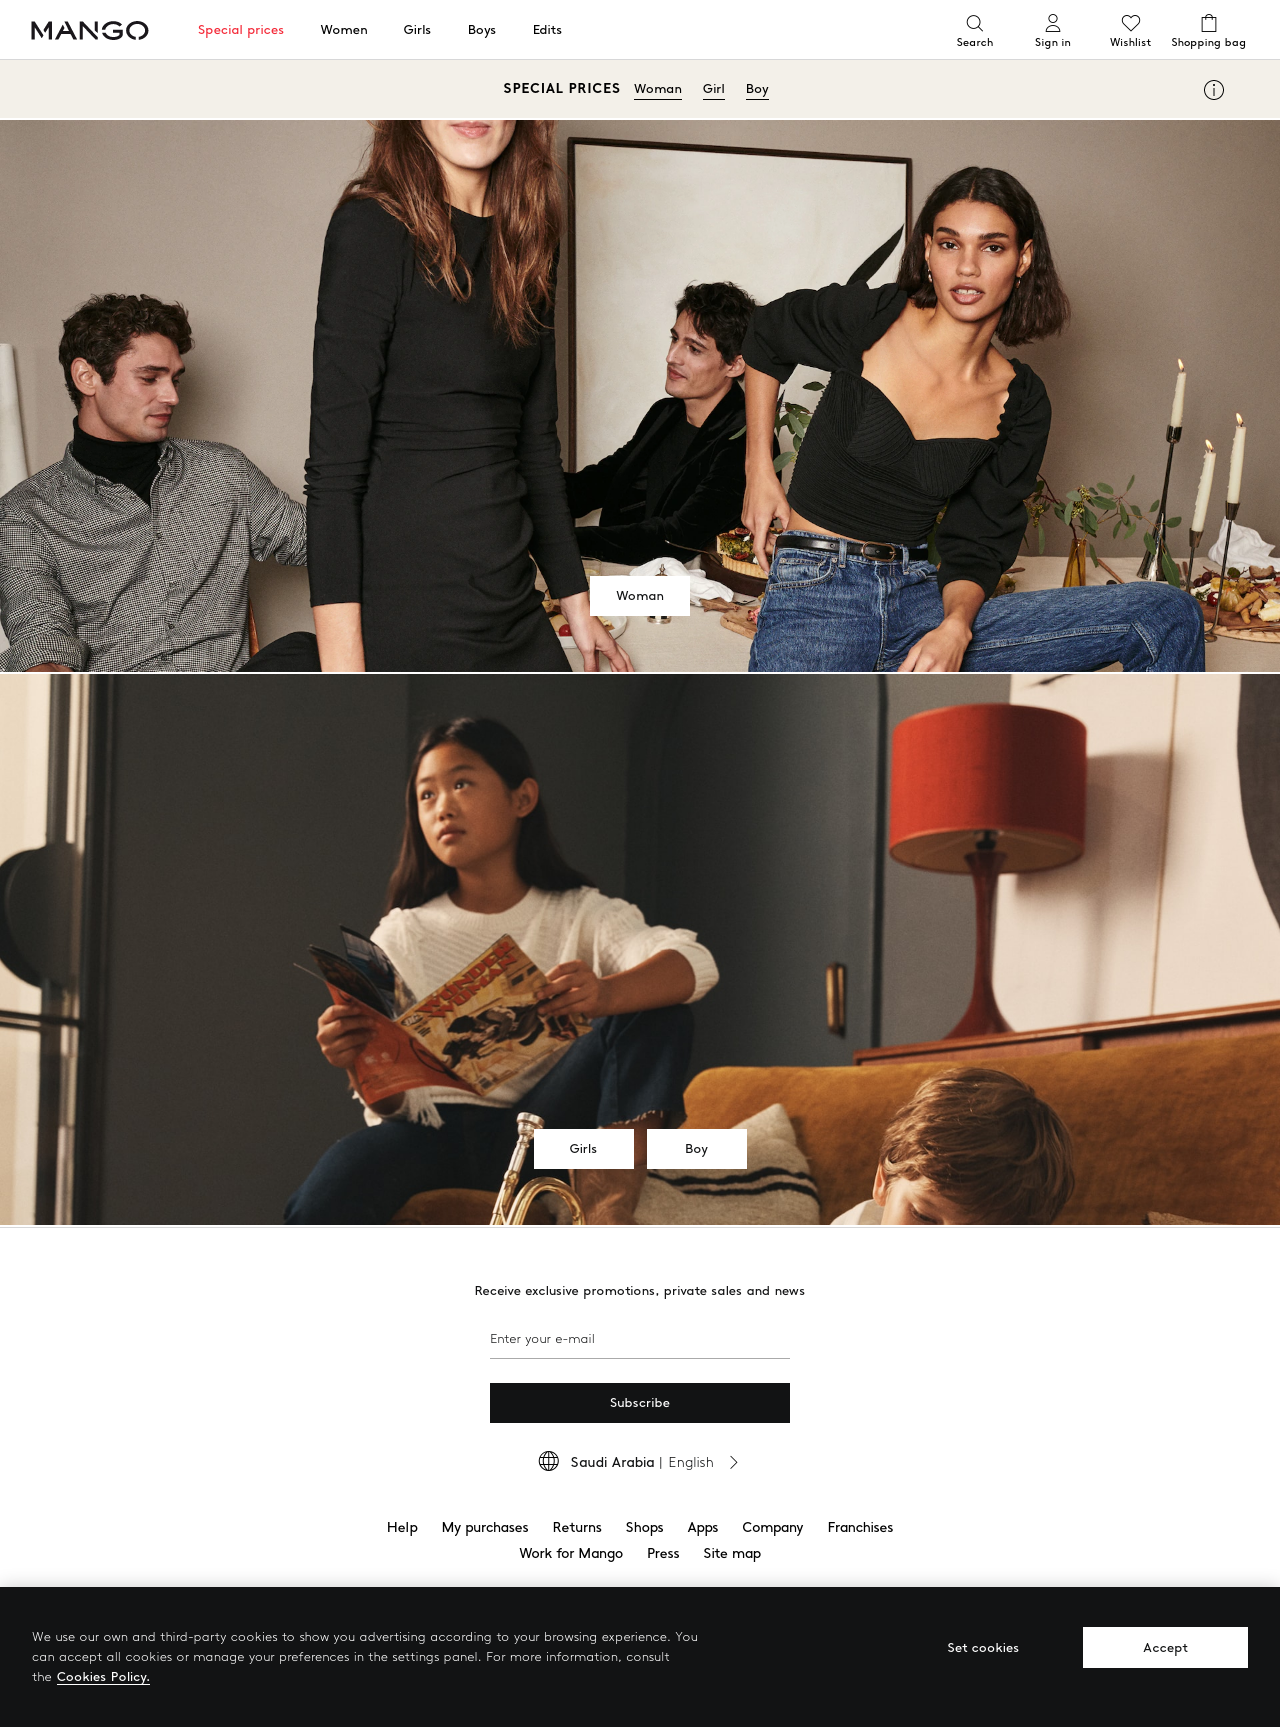 MANGO
Special prices
Women
Girls
Boys
Edits
Search
Sign in
Wishlist
Shopping bag
SPECIAL PRICES Woman Girl Boy
Woman
WONDER
WOMAN
Girls
Boy
Receive exclusive promotions, private sales and news
Enter your e-mail
Subscribe
Saudi Arabia | English
Help My purchases Returns Shops Apps Company Franchises
Work for Mango Press Site map
We use our own and third-party cookies to show you advertising according to your browsing experience. You
can accept all cookies or manage your preferences in the settings panel. For more information, consult
the Cookies Policy.
Set cookies
Accept